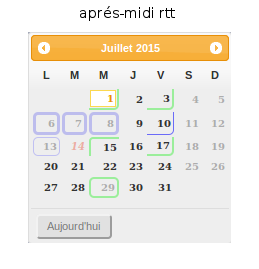 aprés-midi rtt
Juillet 2015
L M M J V S D
1 2 3 4 5
6 7 8 9 10 11 12
13 14 15 16 17 18 19
20 21 22 23 24 25 26
27 28 29 30 31
Aujourd'hui